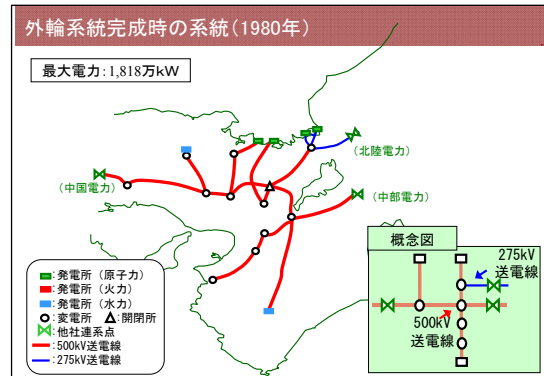 外輪系統完成時の系統(1980年)
最大電力:1,818万kW
(北陸電力)
(中国電力)
(中部電力)
:発電所(原子力)
:発電所(火力)
:発電所(水力)
:変電所 :開閉所
:他社連系点
:500kV送電線
:275kV送電線
概念図
275kV
送電線
500kV
送電線